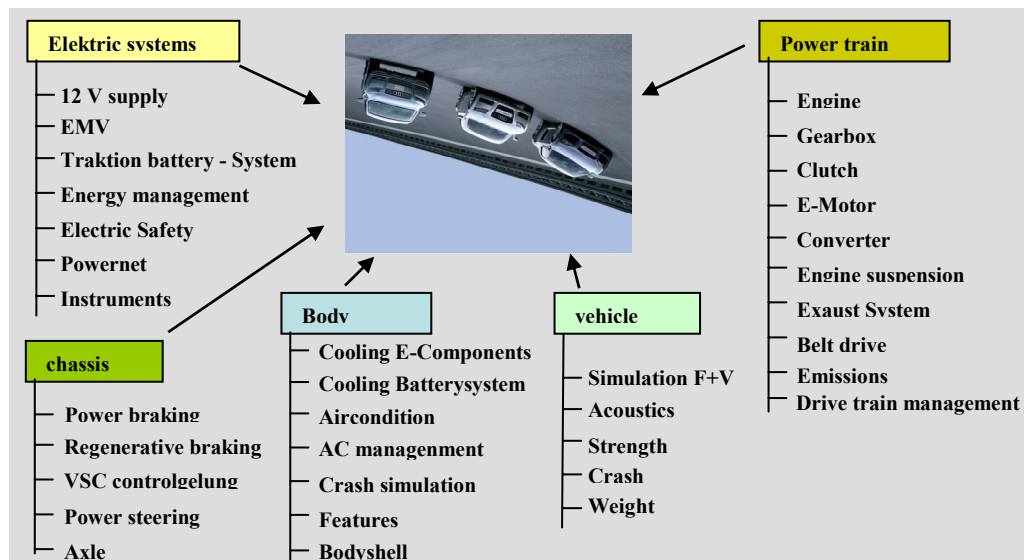 Elektric systems
12 V supply
EMV
Traktion battery - System
Energy management
Electric Safety
Powernet
Instruments
chassis
Power braking
Regenerative braking
VSC controlgelung
Power steering
Axle
Body
Cooling E-Components
Cooling Batterysystem
Aircondition
AC managenment
Crash simulation
Features
Bodyshell
vehicle
Simulation F+V
Acoustics
Strength
Crash
Weight
Power train
Engine
Gearbox
Clutch
E-Motor
Converter
Engine suspension
Exaust System
Belt drive
Emissions
Drive train management